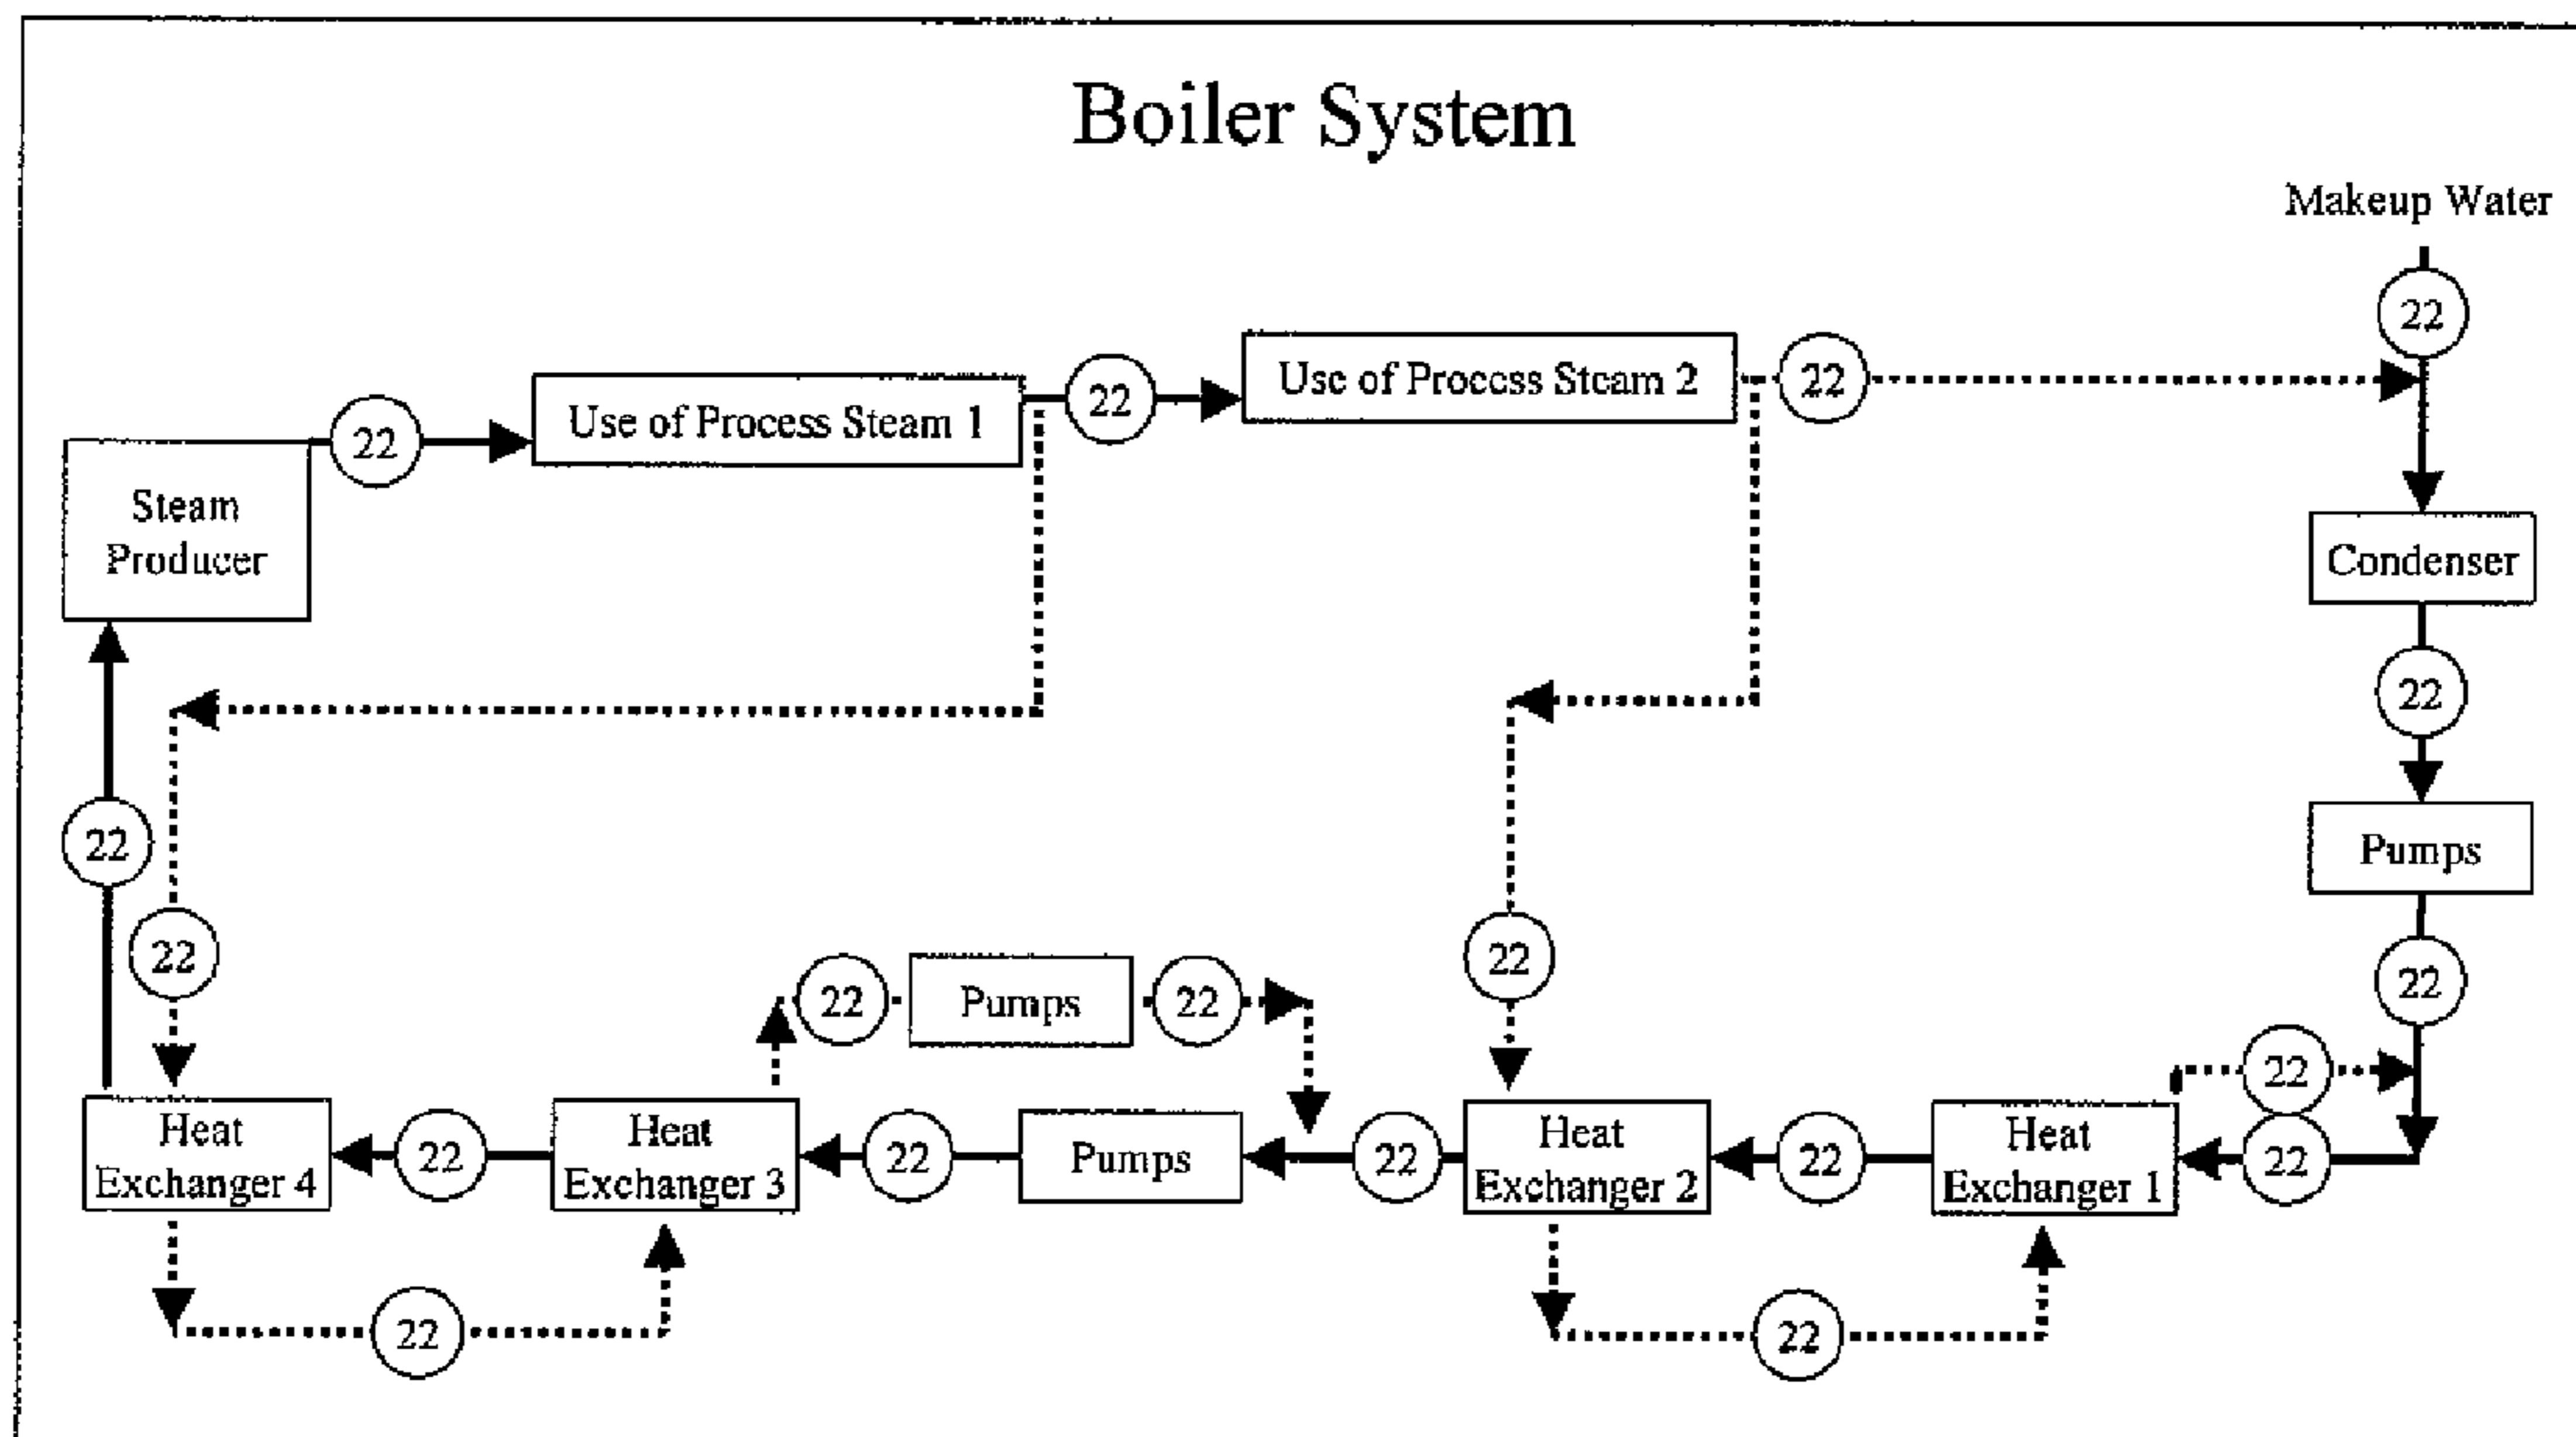 Boiler System
Makeup Water
22
Use of Process Steam 2
22
Use of Process Steam 1
22
22
Steam
Producer
Condenser
22
Pumps
22
22
22
22
Pumps
22
22
22
Heat
Exchanger 4
22
Heat
Exchanger 3
22
Pumps
22
Heat
Exchanger 2
22
Heat
Exchanger 1
22
22
22